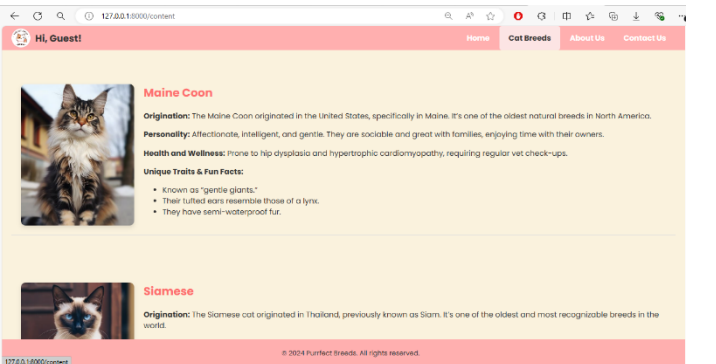 127.0.0.1:8000/content
Hi, Guest!
Home Cat Breeds About Us Contact Us
Maine Coon
Origination: The Maine Coon originated in the United States, specifically in Maine. It's one of the oldest natural breeds in North America.
Personality: Affectionate, intelligent, and gentle. They are sociable and great with families, enjoying time with their owners.
Health and Wellness: Prone to hip dysplasia and hypertrophic cardiomyopathy, requiring regular vet check-ups.
Unique Traits & Fun Facts:
• Known as "gentle giants."
• Their tufted ears resemble those of a lynx.
• They have semi-waterproof fur.
Siamese
Origination: The Siamese cat originated in Thailand, previously known as Siam. It's one of the oldest and most recognizable breeds in the
world.
© 2024 Purrfect Breeds. All rights reserved.
127.0.0.1:8000/content